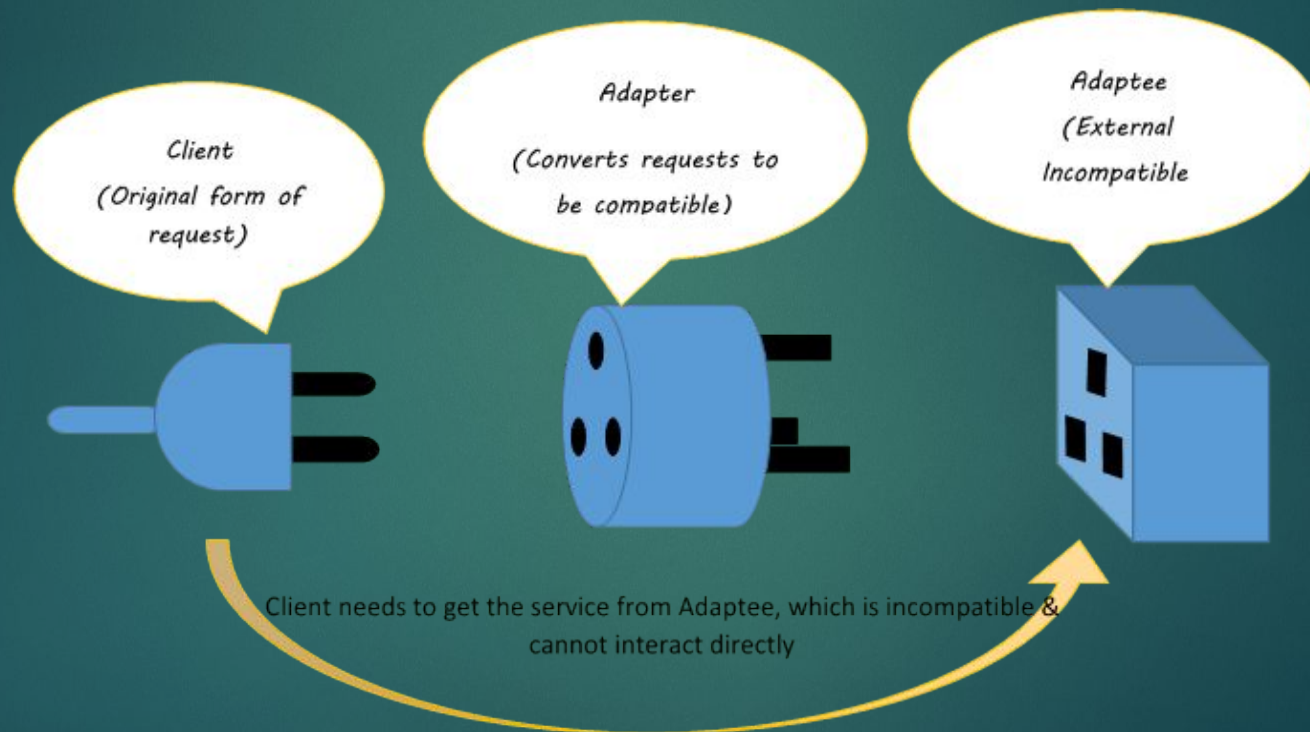 Client
(Original form of
request)
Adapter
(Converts requests to
be compatible)
Adaptee
(External
Incompatible
Client needs to get the service from Adaptee, which is incompatible &
cannot interact directly